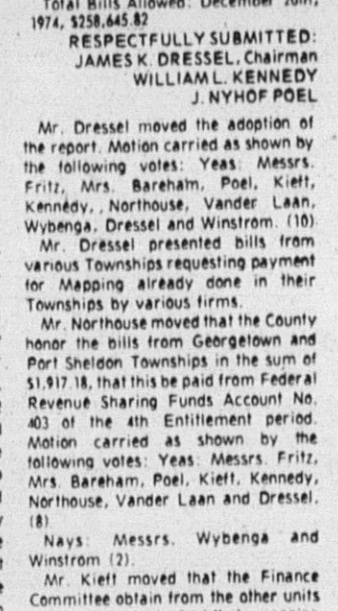 Total Bills Allowed: December 20th,
1974, $258,645.82
RESPECTFULLY SUBMITTED:
JAMES K. DRESSEL, Chairman
WILLIAM L. KENNEDY
J. NYHOF POEL
Mr. Dressel moved the adoption of
the report. Motion carried as shown by
the following votes: Yeas: Messrs.
Fritz, Mrs. Bareham, Poel, Kieft,
Kennedy, , Northouse, Vander Laan,
Wybenga, Dressel and Winstrom. (10)
Mr. Dressel presented bills from
various Townships requesting payment
for Mapping already done in their
Townships by various firms.
Mr. Northouse moved that the County
honor the bills from Georgetown and
Port Sheldon Townships in the sum of
$1,917.18, that this be paid from Federal
Revenue Sharing Funds Account No.
403 of the 4th Entitlement period.
Motion carried as shown by the
following votes: Yeas: Messrs. Fritz,
Mrs. Bareham, Poel, Kieft, Kennedy,
Northouse, Vander Laan and Dressel.
(8)
Nays: Messrs. Wybenga and
Winstrom (2).
Mr. Kieft moved that the Finance
Committee obtain from the other units